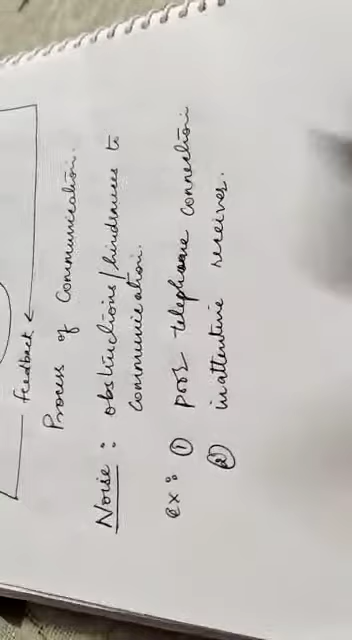 Feedback
Process of Communication.
Noise: obstructions/hindrances to
Communication.
ex: ① poor telephone connection
② inattentive receiver.